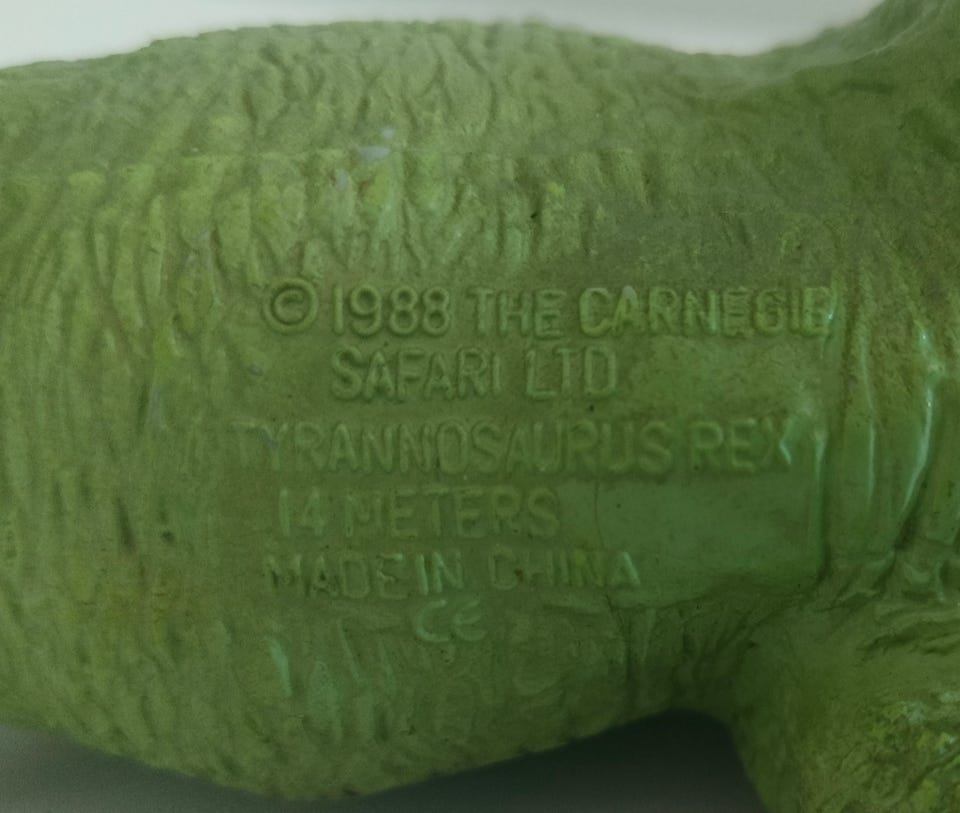 © 1988 THE CARNEGIE
SAFARI LTD
TYRANNOSAURUS REX
14 METERS
MADE IN CHINA
CE